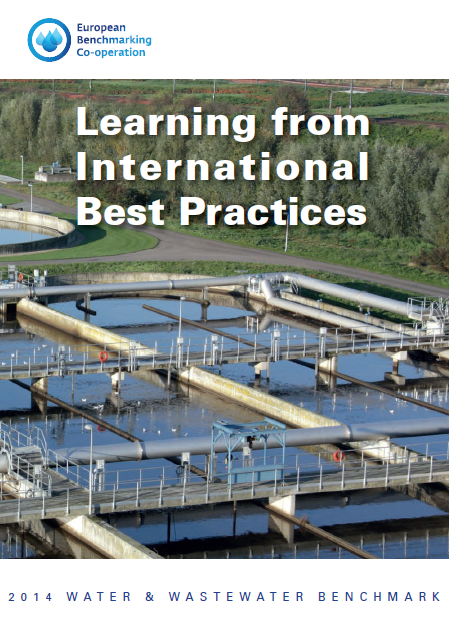 European
Benchmarking
Co-operation
Learning from
International
Best Practices
2014 WATER & WASTEWATER BENCHMARK